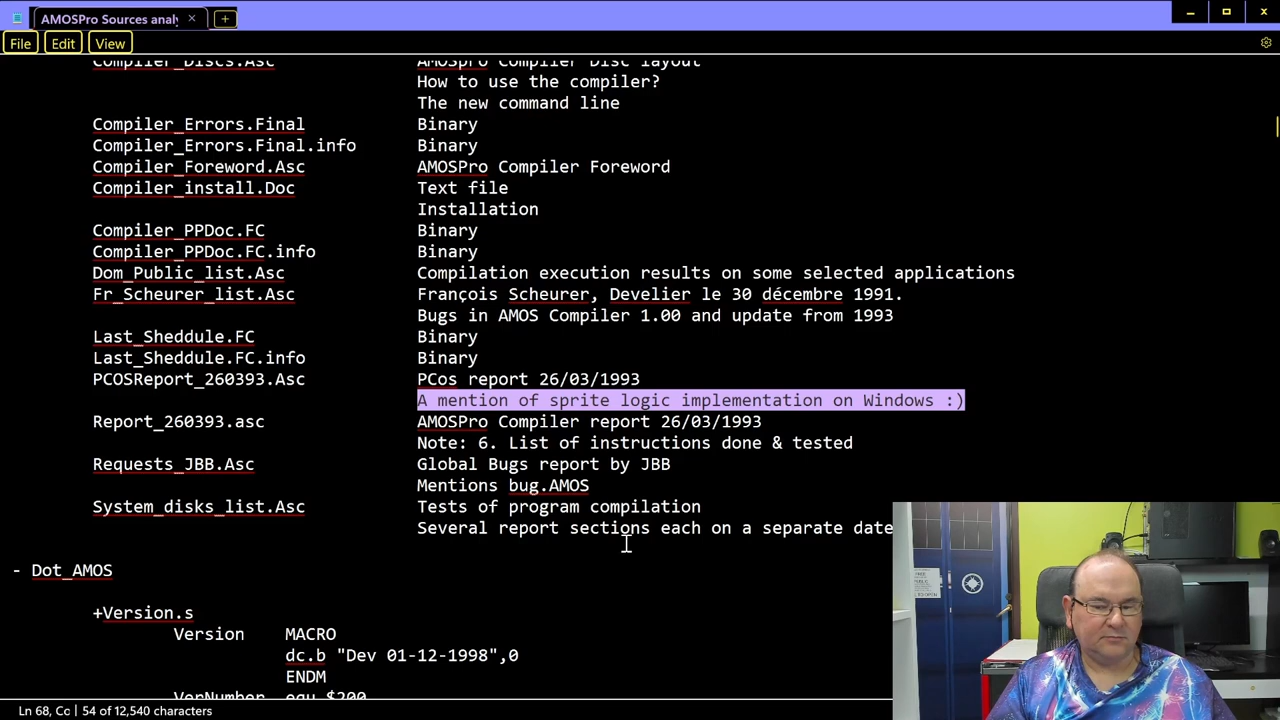 AMOSPro Sources analy
File Edit View
Compiler_Discs.Asc AMOSpro Compiler Disc layout
How to use the compiler?
The new command line
Compiler_Errors.Final Binary
Compiler_Errors.Final.info Binary
Compiler_Foreword.Asc AMOSPro Compiler Foreword
Compiler_install.Doc Text file
Installation
Compiler_PPDoc.FC Binary
Compiler_PPDoc.FC.info Binary
Dom_Public_list.Asc Compilation execution results on some selected applications
Fr_Scheurer_list.Asc François Scheurer, Develier le 30 décembre 1991.
Bugs in AMOS Compiler 1.00 and update from 1993
Last_Sheddule.FC Binary
Last_Sheddule.FC.info Binary
PCOSReport_260393.Asc PCos report 26/03/1993
A mention of sprite logic implementation on Windows :)
Report_260393.asc AMOSPro Compiler report 26/03/1993
Note: 6. List of instructions done & tested
Requests_JBB.Asc Global Bugs report by JBB
Mentions bug.AMOS
System_disks_list.Asc Tests of program compilation
Several report sections each on a separate date
- Dot_AMOS
+Version.s
Version MACRO
dc.b "Dev 01-12-1998",0
ENDM
VerNumber equ $200
Ln 68, Co 54 of 12,540 characters